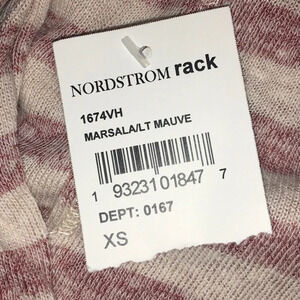 NORDSTROM rack
1674VH
MARSALA/LT MAUVE
1 93231 01847 7
DEPT: 0167
XS